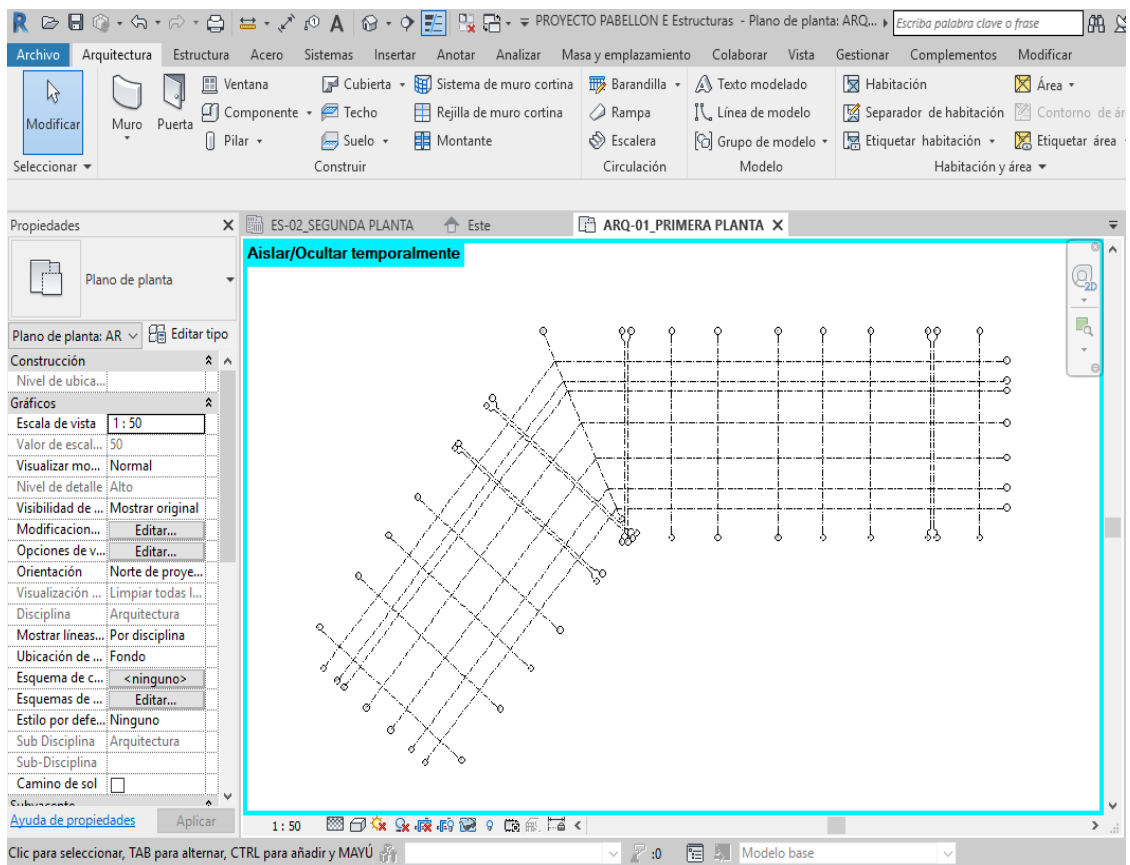 PROYECTO PABELLON E Estructuras - Plano de planta: ARQ...
Escriba palabra clave o frase
Archivo Arquitectura Estructura Acero Sistemas Insertar Anotar Analizar Masa y emplazamiento Colaborar Vista Gestionar Complementos Modificar
Modificar
Muro
Puerta
Ventana
Componente
Pilar
Cubierta
Techo
Suelo
Sistema de muro cortina
Rejilla de muro cortina
Montante
Barandilla
Rampa
Escalera
Texto modelado
Línea de modelo
Grupo de modelo
Habitación
Separador de habitación
Etiquetar habitación
Área
Contorno de ár
Etiquetar área
Seleccionar Construir Circulación Modelo Habitación y área
Propiedades X
ES-02_SEGUNDA PLANTA Este ARQ-01_PRIMERA PLANTA X
Aislar/Ocultar temporalmente
2D
Plano de planta
Plano de planta: AR Editar tipo
Construcción
Nivel de ubica...
Gráficos
Escala de vista 1 : 50
Valor de escal... 50
Visualizar mo... Normal
Nivel de detalle Alto
Visibilidad de ... Mostrar original
Modificacion... Editar...
Opciones de v... Editar...
Orientación Norte de proye...
Visualización ... Limpiar todas l...
Disciplina Arquitectura
Mostrar líneas... Por disciplina
Ubicación de ... Fondo
Esquema de c... <ninguno>
Esquemas de ... Editar...
Estilo por defe... Ninguno
Sub Disciplina Arquitectura
Sub-Disciplina
Camino de sol
Subyacente
Ayuda de propiedades Aplicar
1 : 50
Clic para seleccionar, TAB para alternar, CTRL para añadir y MAYÚ
:0
Modelo base